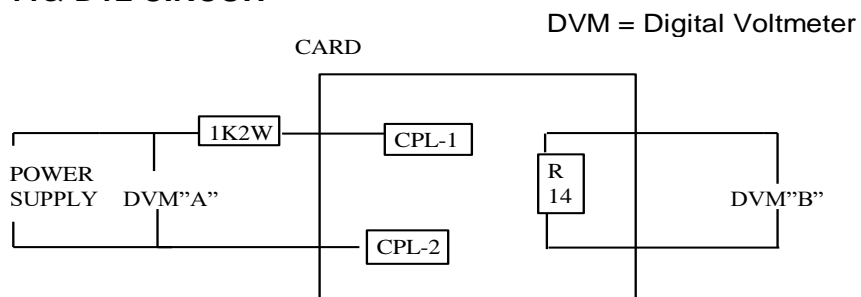 DVM = Digital Voltmeter
CARD
1K2W
CPL-1
POWER
SUPPLY
DVM”A”
R
14
DVM”B”
CPL-2